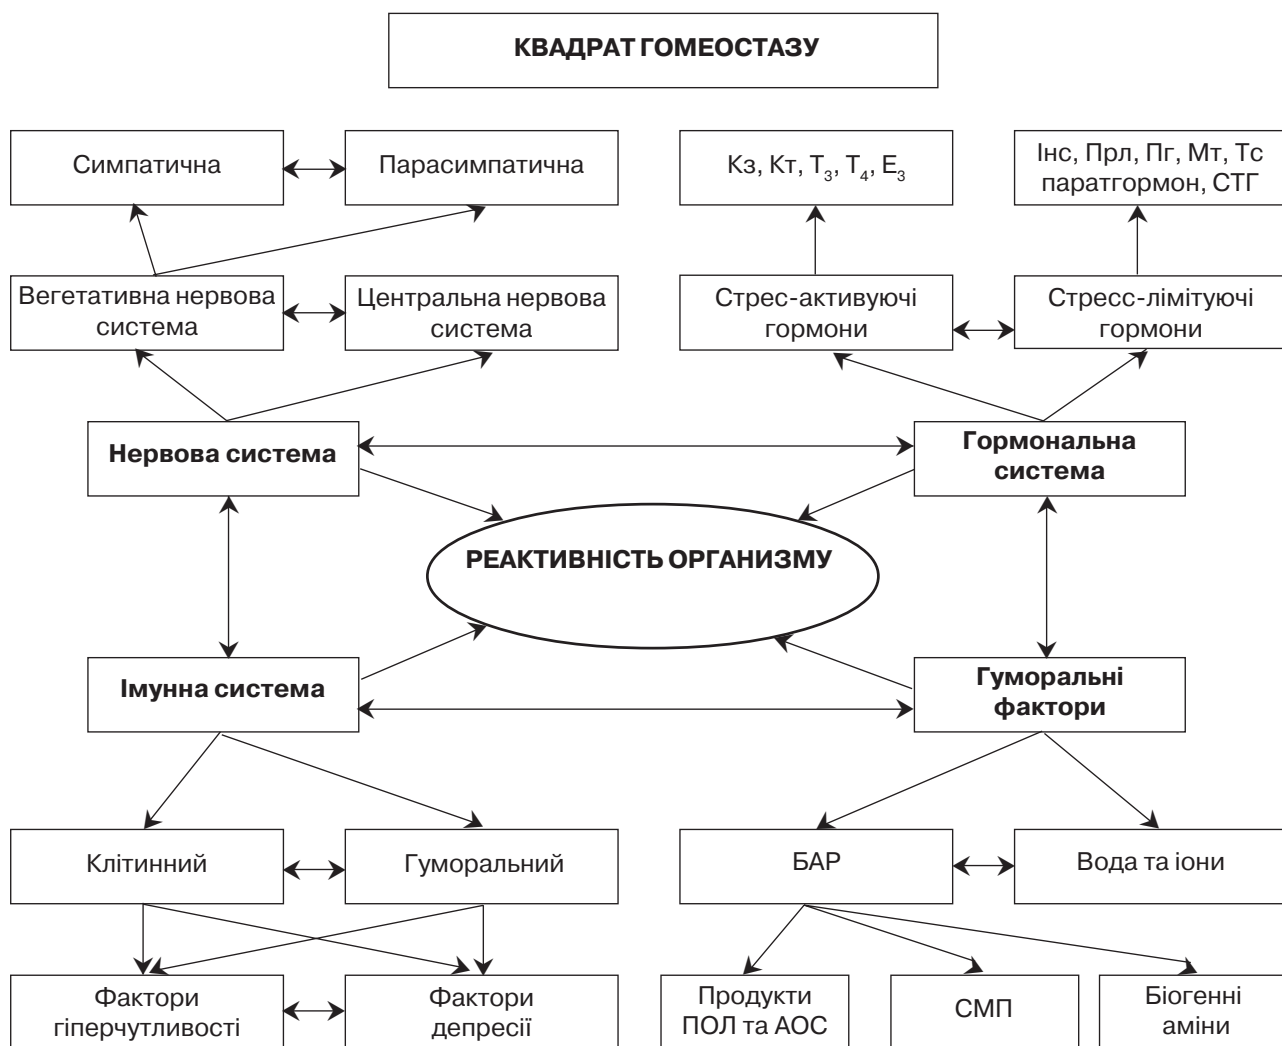 КВАДРАТ ГОМЕОСТАЗУ
Симпатична
Парасимпатична
Кз, Кт, Т₃, Т₄, Е₃
Інс, Прл, Пг, Мт, Тс
паратгормон, СТГ
Вегетативна нервова
система
Центральна нервова
система
Стрес-активуючі
гормони
Стресс-лімітуючі
гормони
Нервова система
Гормональна
система
РЕАКТИВНІСТЬ ОРГАНИЗМУ
Імунна система
Гуморальні
фактори
Клітинний
Гуморальний
БАР
Вода та іони
Фактори
гіперчутливості
Фактори
депресії
Продукти
ПОЛ та АОС
СМП
Біогенні
аміни